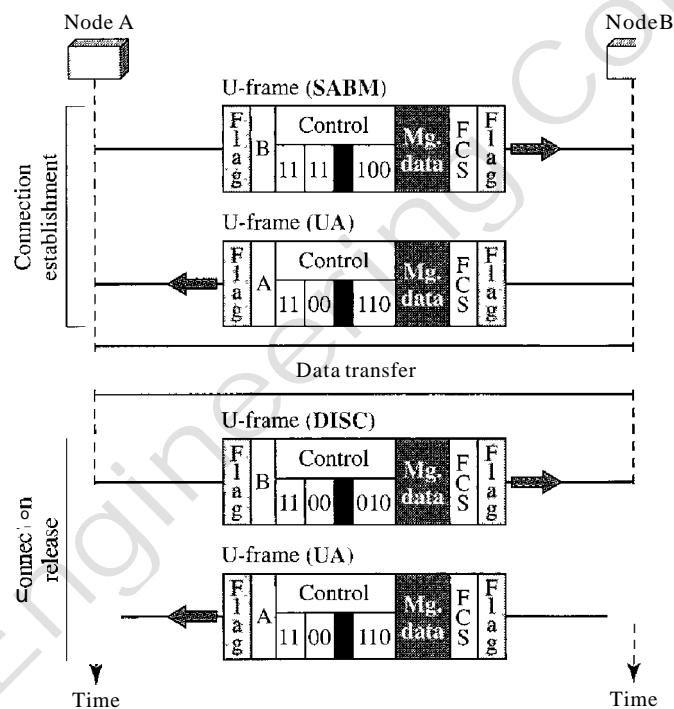 Node A
NodeB
U-frame (SABM)
Flag
B
Control
11 11 100
Mg. data
FCS
Flag
Connection establishment
U-frame (UA)
Flag
A
Control
11 00 110
Mg. data
FCS
Flag
Data transfer
U-frame (DISC)
Flag
B
Control
11 00 010
Mg. data
FCS
Flag
Connection release
U-frame (UA)
Flag
A
Control
11 00 110
Mg. data
FCS
Flag
Time
Time
Engineering